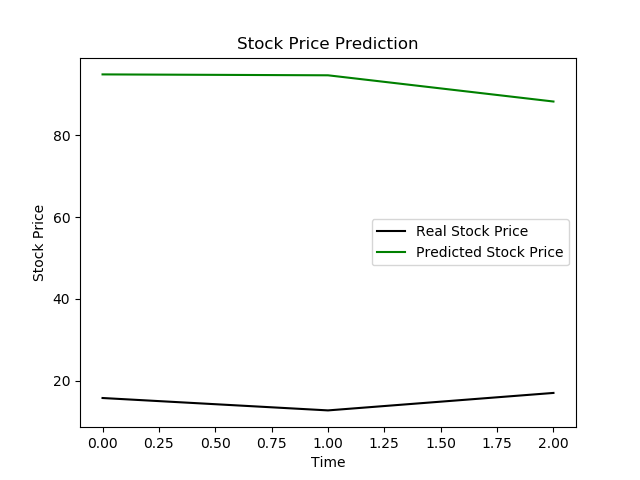 Stock Price Prediction
80
60
40
20
Stock Price
Real Stock Price
Predicted Stock Price
0.00 0.25 0.50 0.75 1.00 1.25 1.50 1.75 2.00
Time